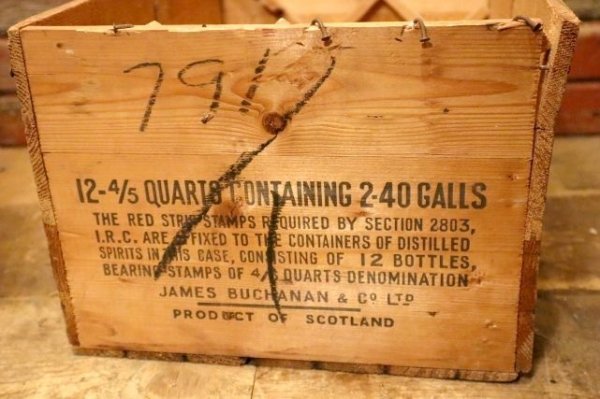 7917
12-4/5 QUARTS CONTAINING 2·40 GALLS
THE RED STRIP STAMPS REQUIRED BY SECTION 2803,
I.R.C. ARE AFFIXED TO THE CONTAINERS OF DISTILLED
SPIRITS IN THIS CASE, CONSISTING OF 12 BOTTLES,
BEARING STAMPS OF 4/5 QUARTS DENOMINATION
JAMES BUCHANAN & Cº LTD
PRODUCT OF SCOTLAND